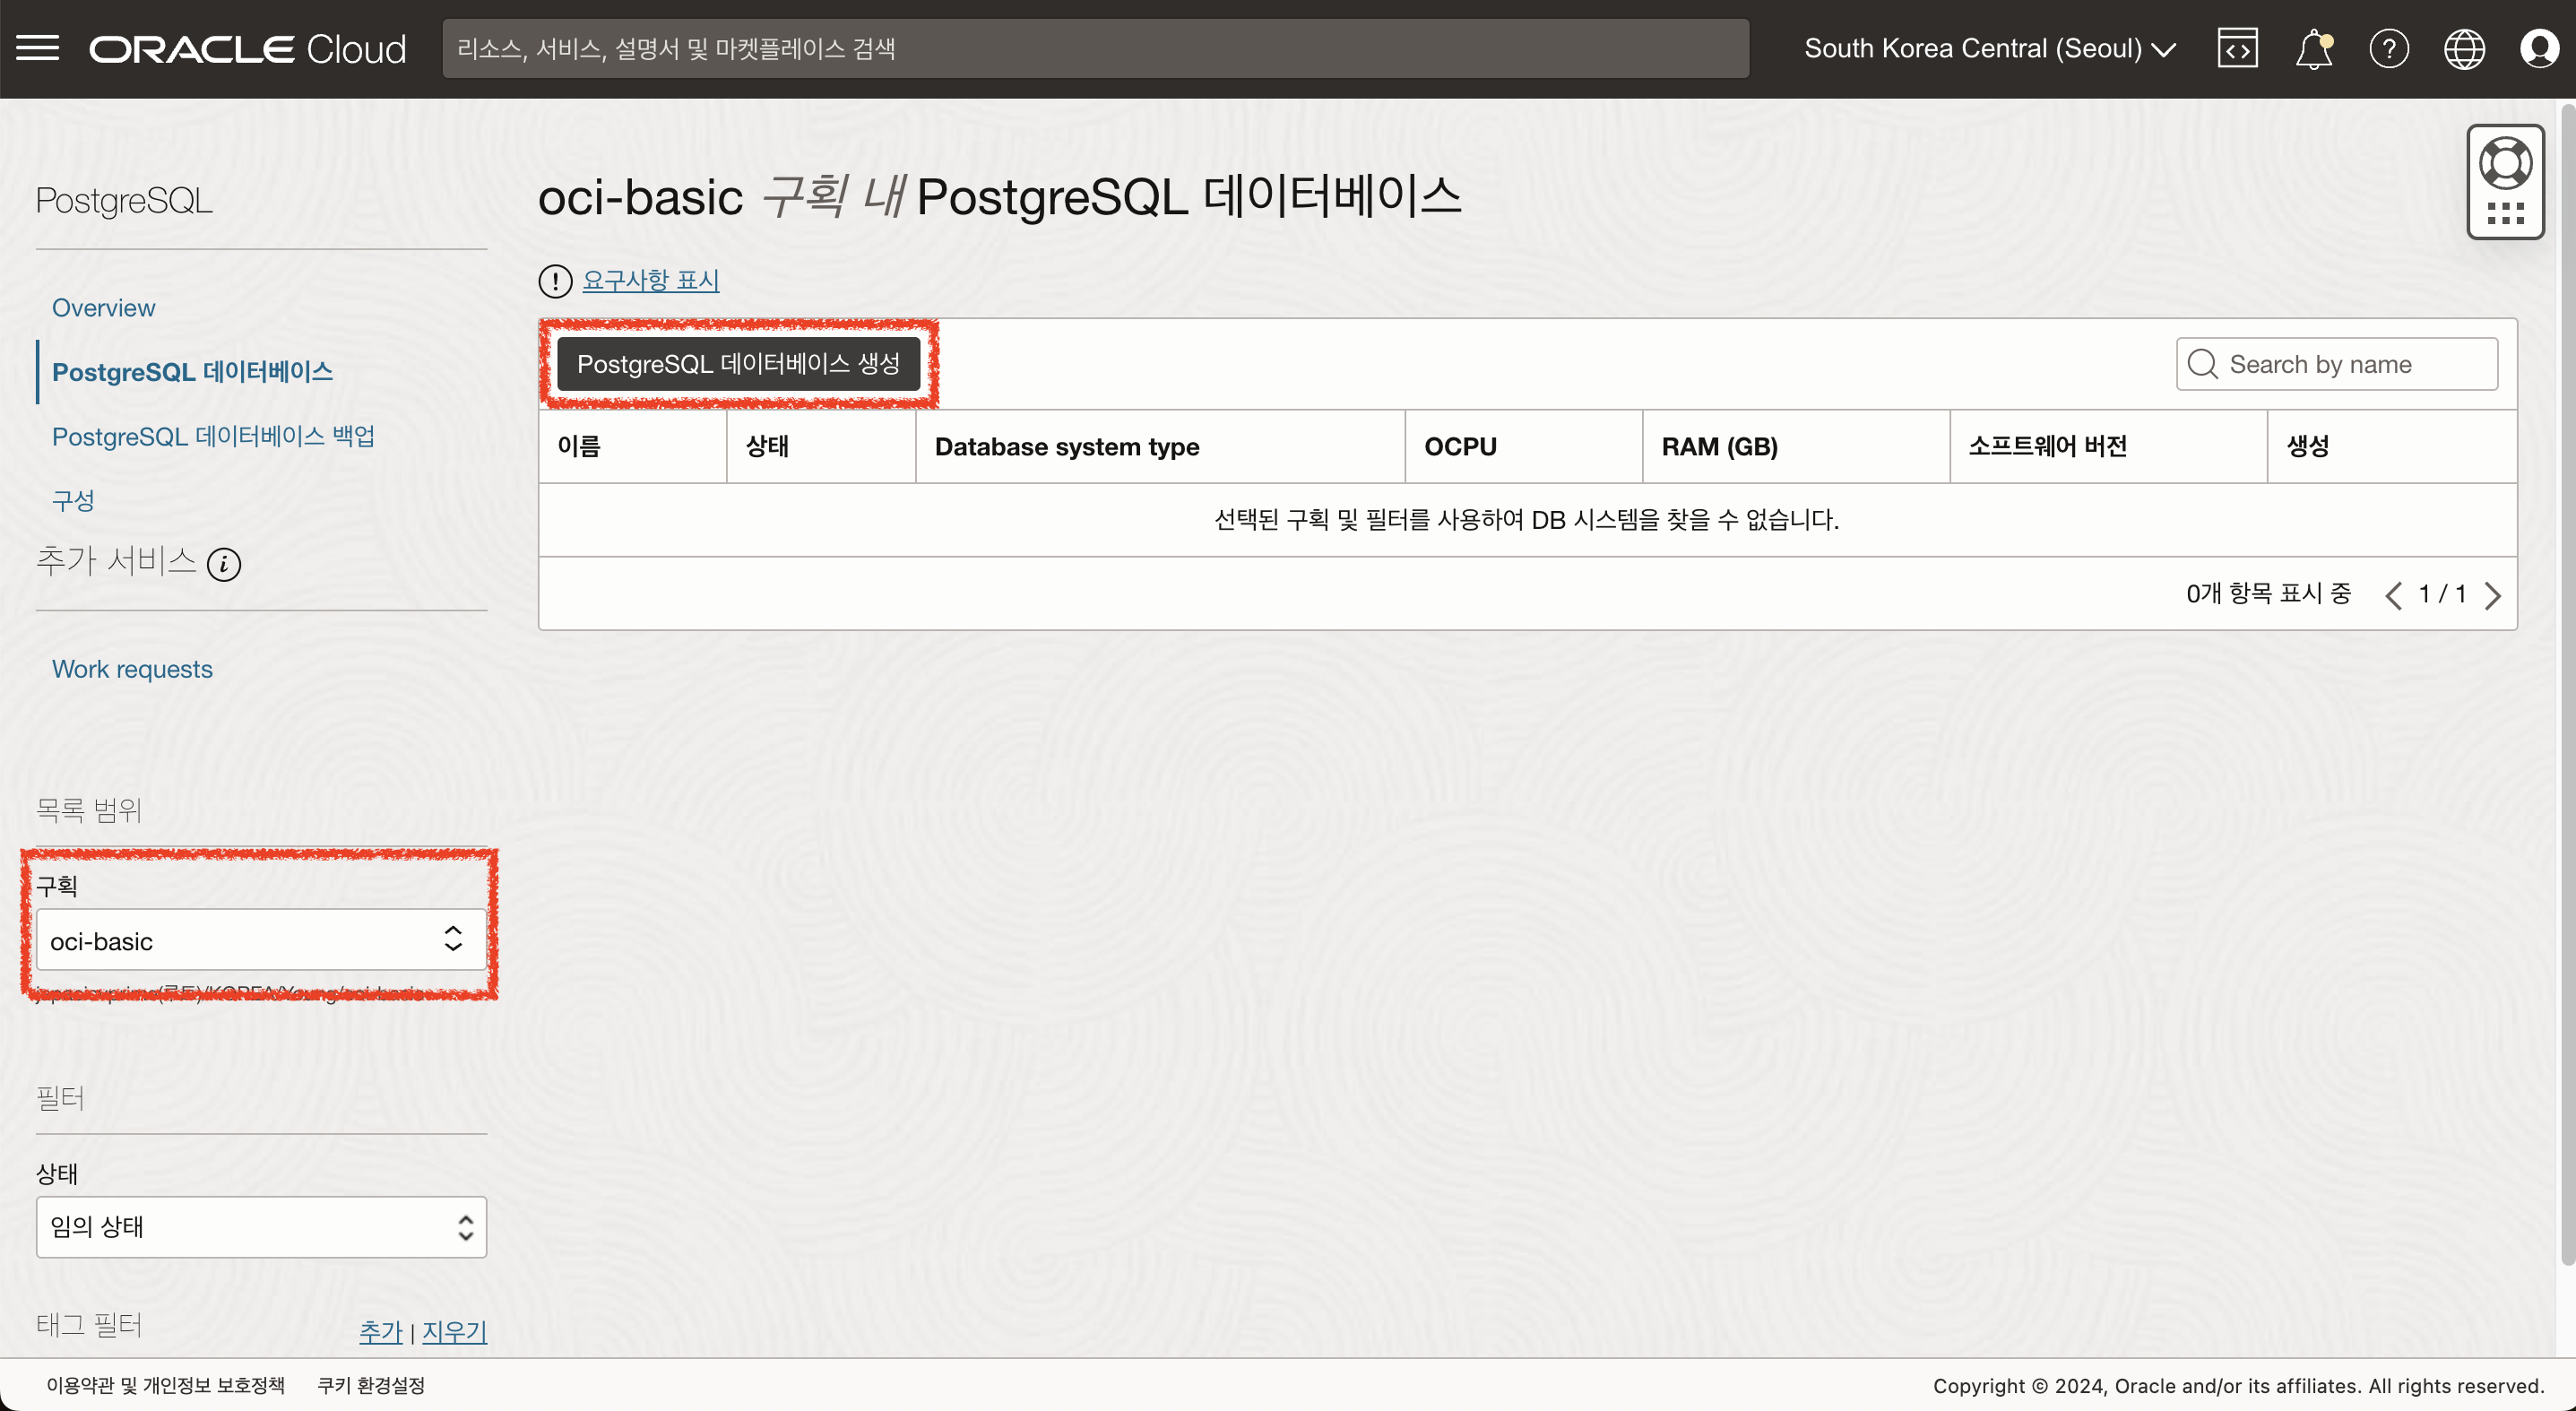 ORACLE Cloud
리소스, 서비스, 설명서 및 마켓플레이스 검색
South Korea Central (Seoul)
PostgreSQL
Overview
PostgreSQL 데이터베이스
PostgreSQL 데이터베이스 백업
구성
추가 서비스
Work requests
목록 범위
구획
oci-basic
필터
상태
임의 상태
태그 필터
추가 | 지우기
oci-basic 구획 내 PostgreSQL 데이터베이스
요구사항 표시
PostgreSQL 데이터베이스 생성
Search by name
이름 상태 Database system type OCPU RAM (GB) 소프트웨어 버전 생성
선택된 구획 및 필터를 사용하여 DB 시스템을 찾을 수 없습니다.
0개 항목 표시 중 1 / 1
이용약관 및 개인정보 보호정책 쿠키 환경설정
Copyright © 2024, Oracle and/or its affiliates. All rights reserved.